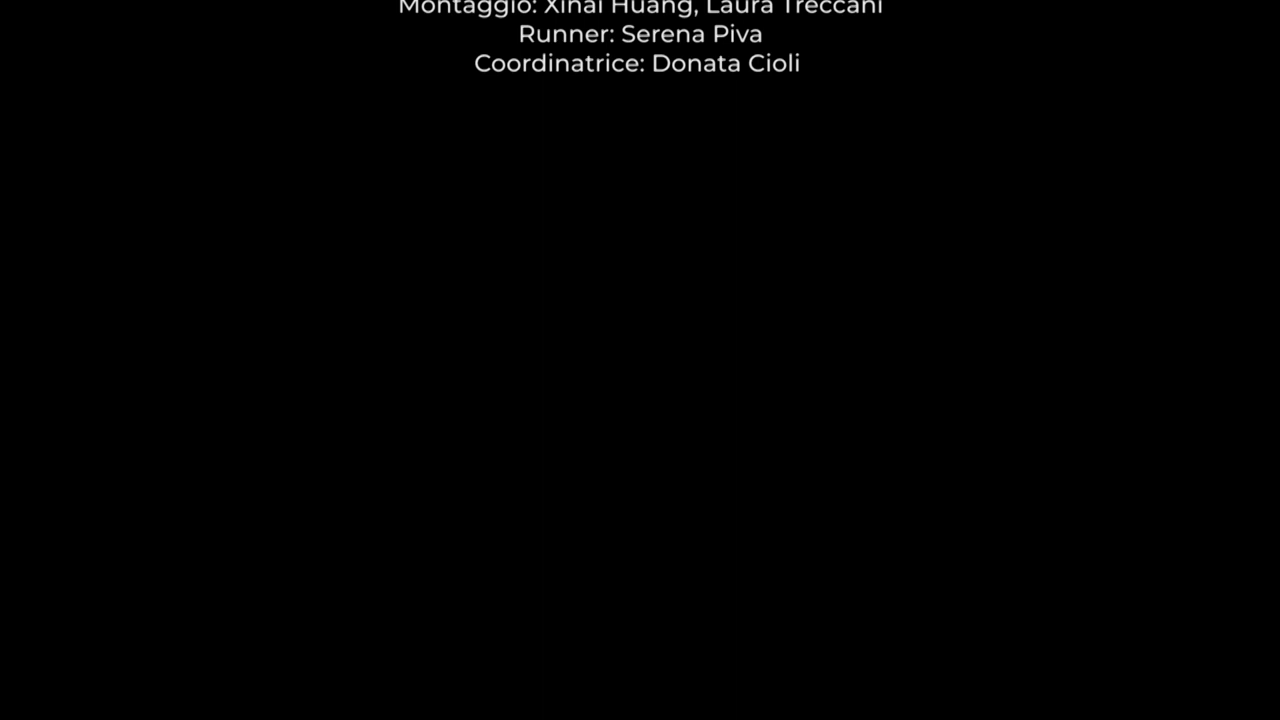 Montaggio: Xinai Huang, Laura Treccani
Runner: Serena Piva
Coordinatrice: Donata Cioli